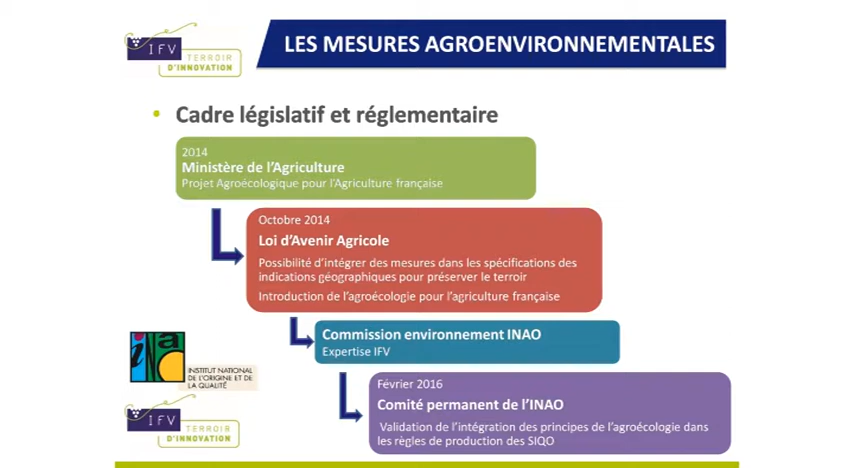 IFV
TERROIR
D'INNOVATION
LES MESURES AGROENVIRONNEMENTALES
• Cadre législatif et réglementaire
2014
Ministère de l'Agriculture
Projet Agroécologique pour l'Agriculture française
Octobre 2014
Loi d'Avenir Agricole
Possibilité d'intégrer des mesures dans les spécifications des
indications géographiques pour préserver le terroir
Introduction de l'agroécologie pour l'agriculture française
Commission environnement INAO
Expertise IFV
inao
INSTITUT NATIONAL
DE L'ORIGINE ET DE
LA QUALITÉ
Février 2016
Comité permanent de l'INAO
Validation de l'intégration des principes de l'agroécologie dans
les règles de production des SIQO
IFV
TERROIR
D'INNOVATION